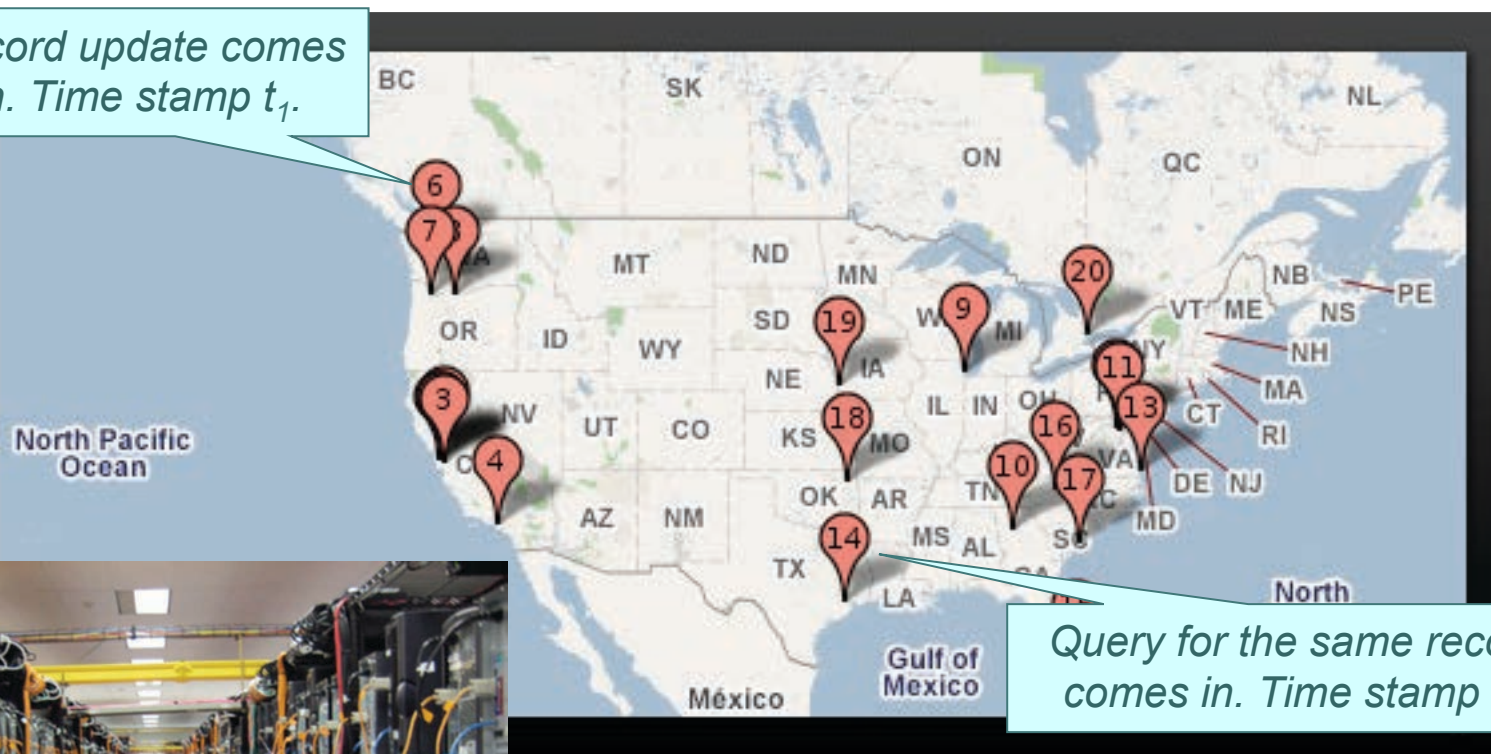 cord update comes
. Time stamp t₁.
BC
SK
NL
ON
QC
6
7
20
NB
PE
MT
ND
MN
VT
ME
NS
OR
ID
SD
19
9
MI
NY
NH
WY
IA
11
MA
3
NV
NE
IL
IN
13
CT
UT
CO
KS
18
MO
16
RI
North Pacific
Ocean
4
VA
DE
NJ
10
17
OK
AR
TN
MD
AZ
NM
14
MS
AL
SC
TX
LA
North
Gulf of
Mexico
México
Query for the same reco
comes in. Time stamp